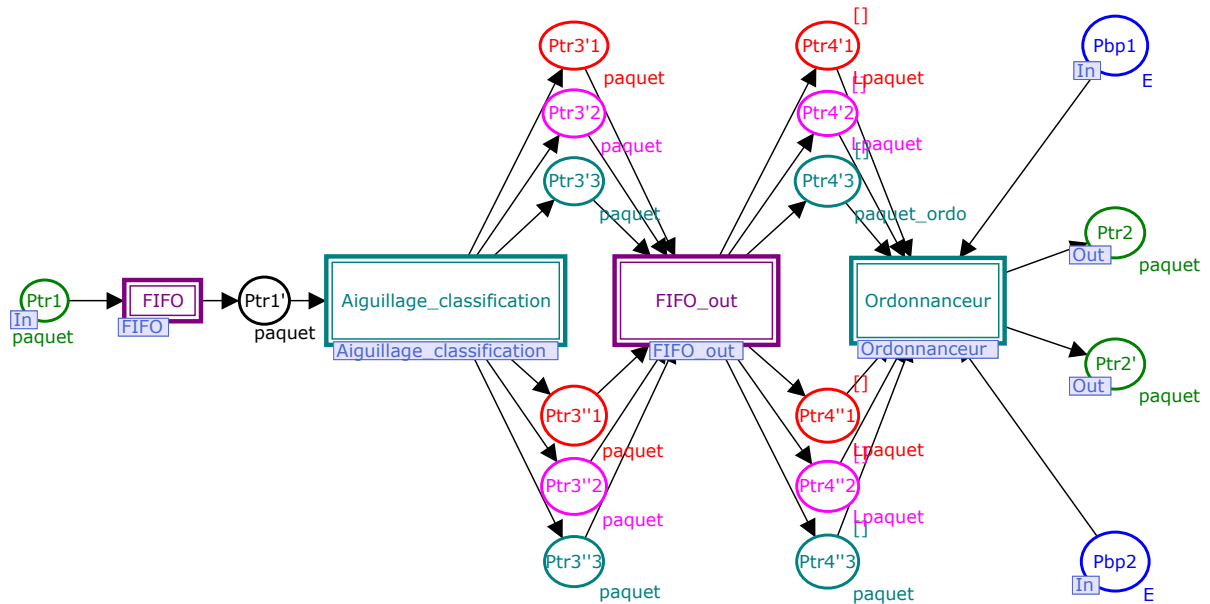 []
Ptr3'1
Ptr4'1
Pbp1
In
E
paquet
Lpaquet
[]
Ptr3'2
Ptr4'2
paquet
Lpaquet
[]
Ptr3'3
Ptr4'3
paquet
paquet_ordo
Ptr2
Out
paquet
Ptr1
In
paquet
FIFO
FIFO
Ptr1'
paquet
Aiguillage_classification
Aiguillage_classification
FIFO_out
FIFO_out
Ordonnanceur
Ordonnanceur
Ptr2'
Out
paquet
[]
Ptr3''1
Ptr4''1
paquet
Lpaquet
[]
Ptr3''2
Ptr4''2
paquet
Lpaquet
[]
Ptr3''3
Ptr4''3
paquet
paquet
Pbp2
In
E